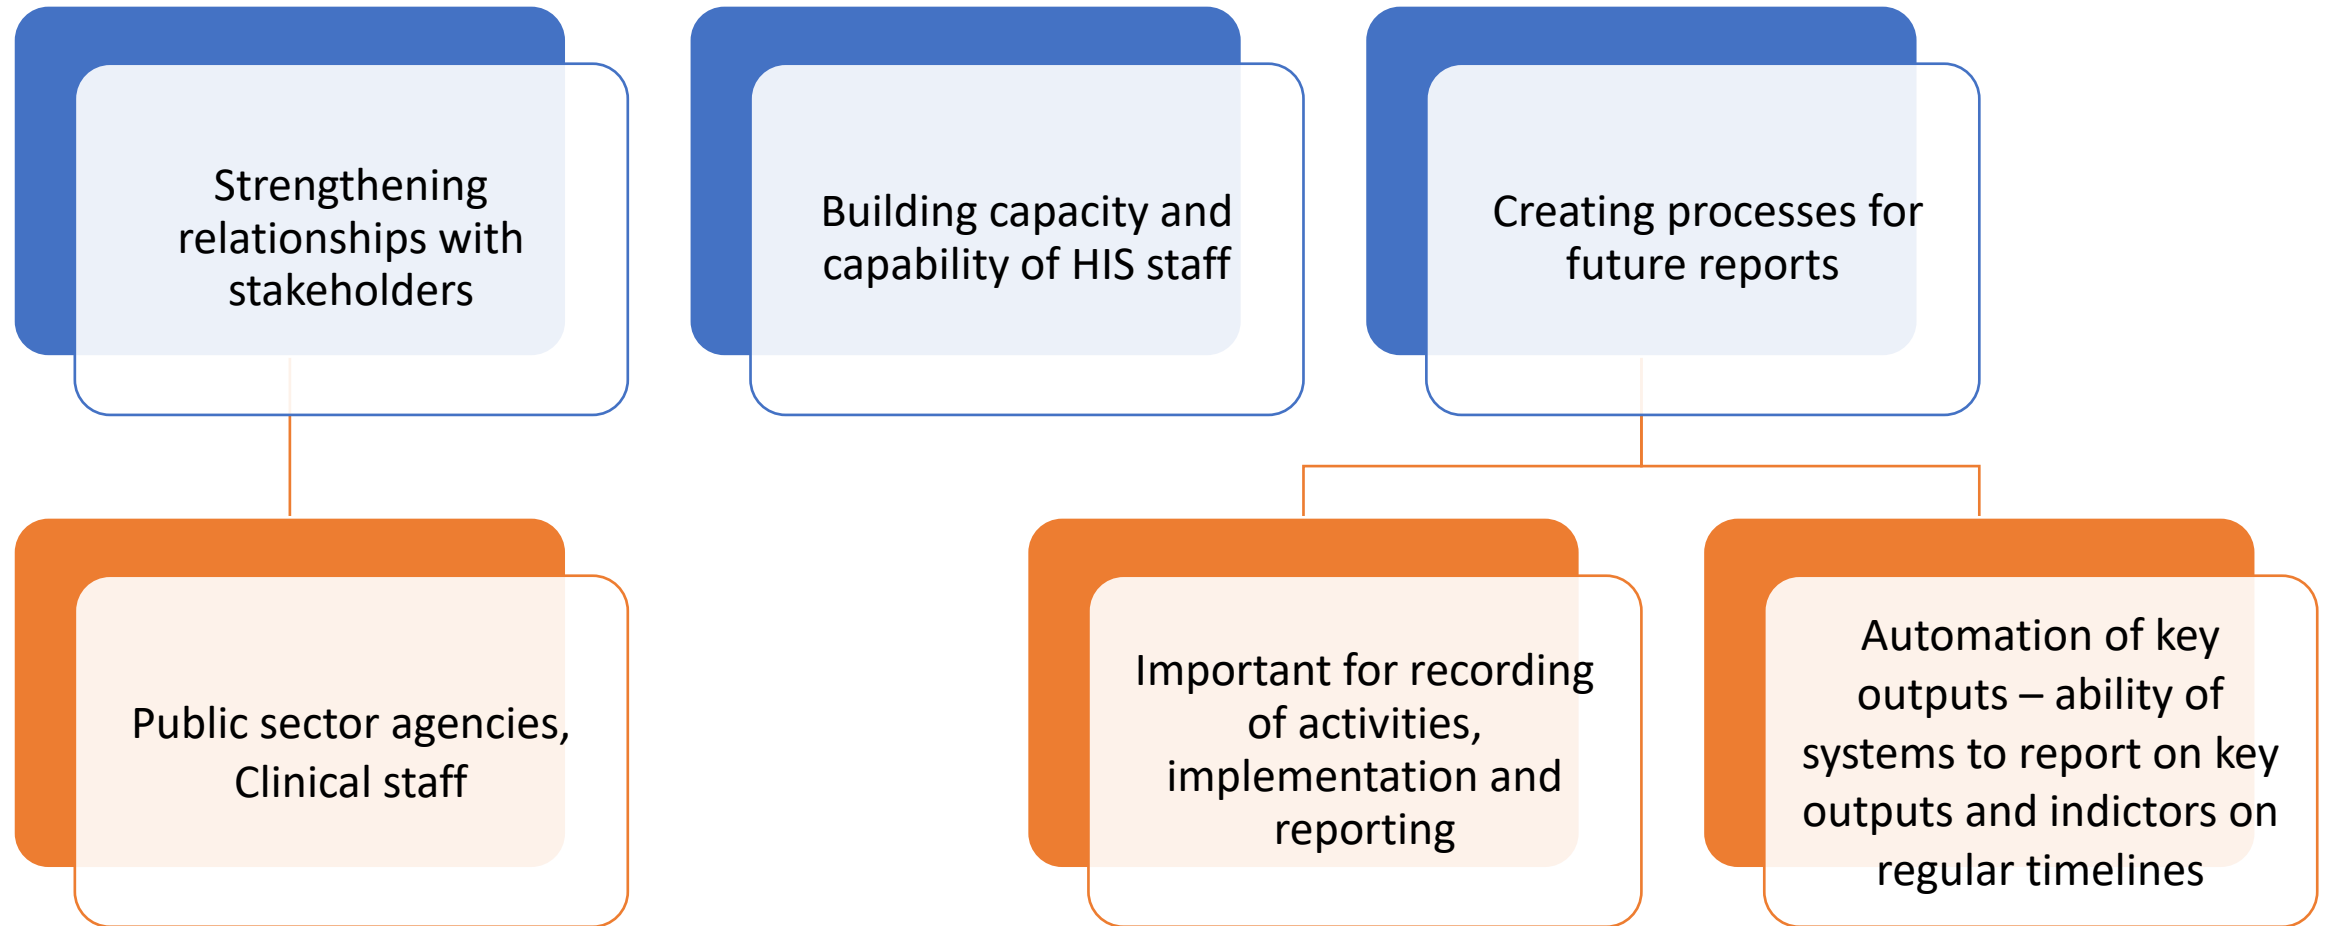 Strengthening
relationships with
stakeholders
Building capacity and
capability of HIS staff
Creating processes for
future reports
Public sector agencies,
Clinical staff
Important for recording
of activities,
implementation and
reporting
Automation of key
outputs – ability of
systems to report on key
outputs and indictors on
regular timelines